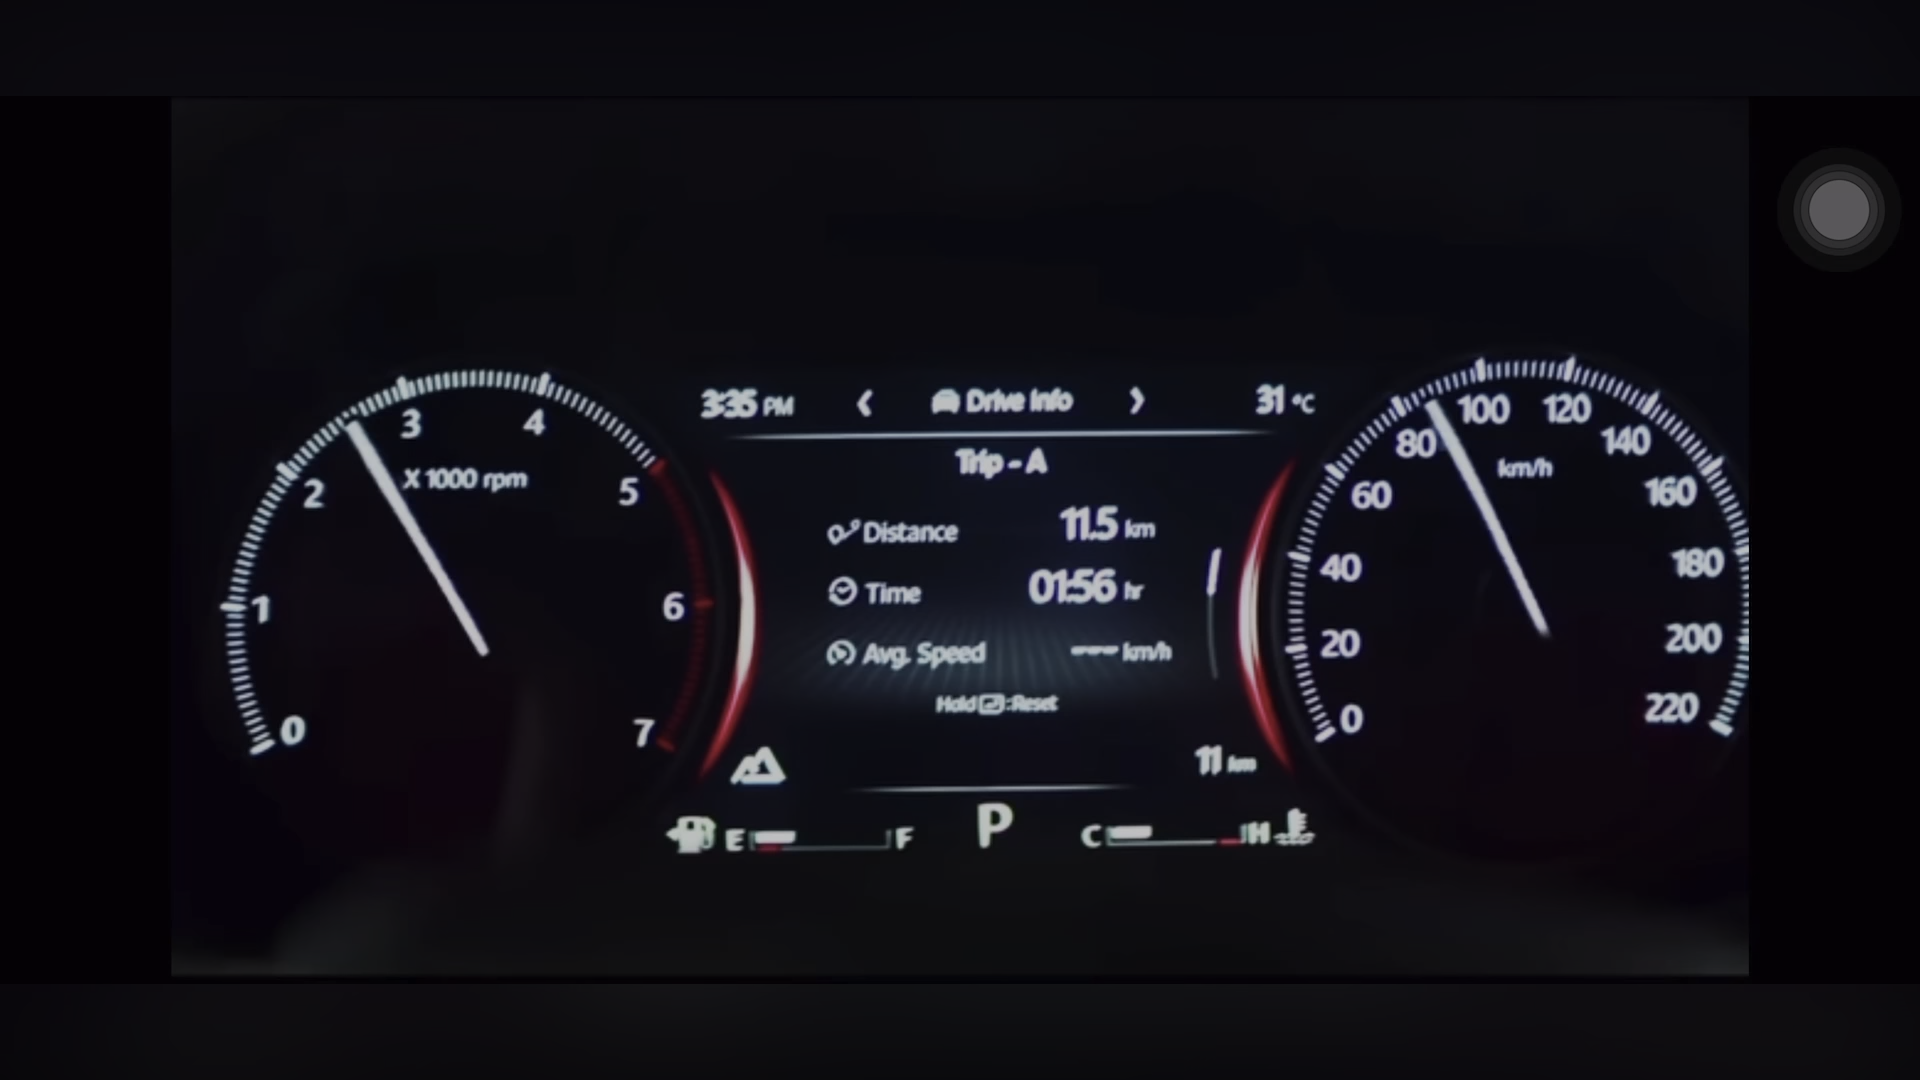 3:35 PM
Drive Info
31 °C
Trip - A
Distance 11.5 km
Time 01:56 hr
Avg. Speed --- km/h
Hold :Reset
11 km
E F
P
C H
0
1
2
3
4
5
6
7
X 1000 rpm
0
20
40
60
80
100
120
140
160
180
200
220
km/h